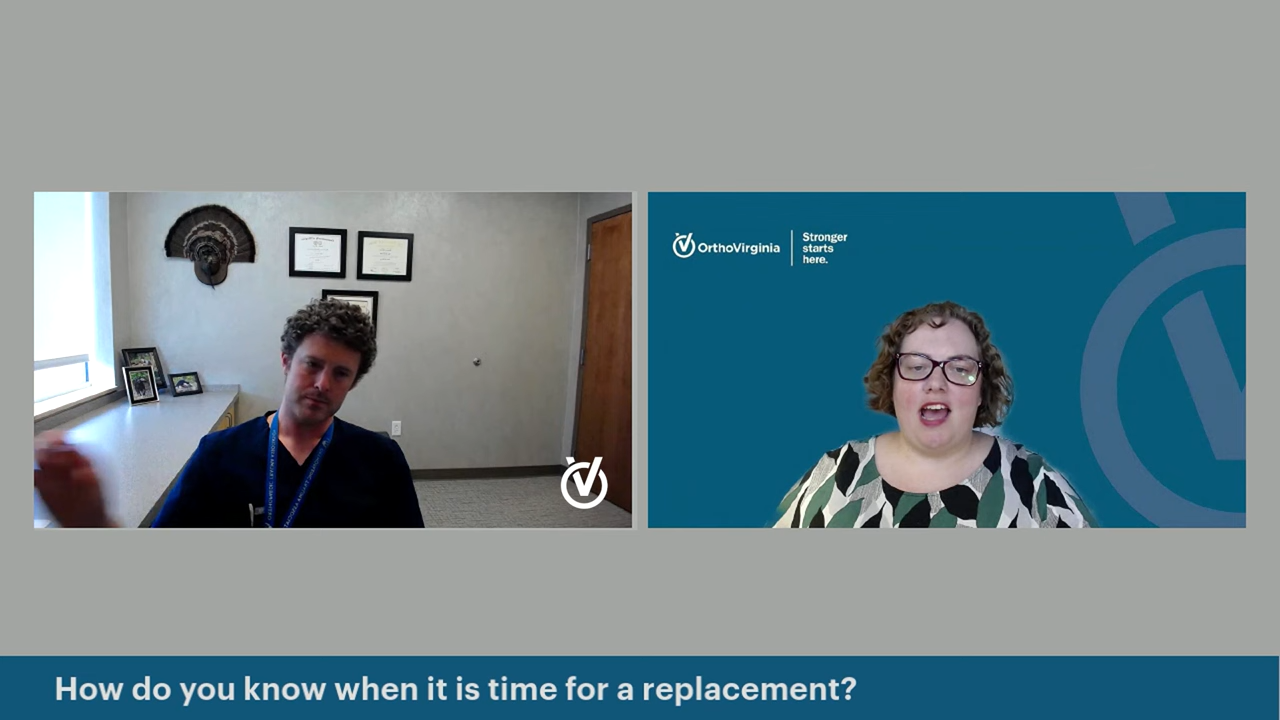 OrthoVirginia
Stronger
starts
here.
How do you know when it is time for a replacement?